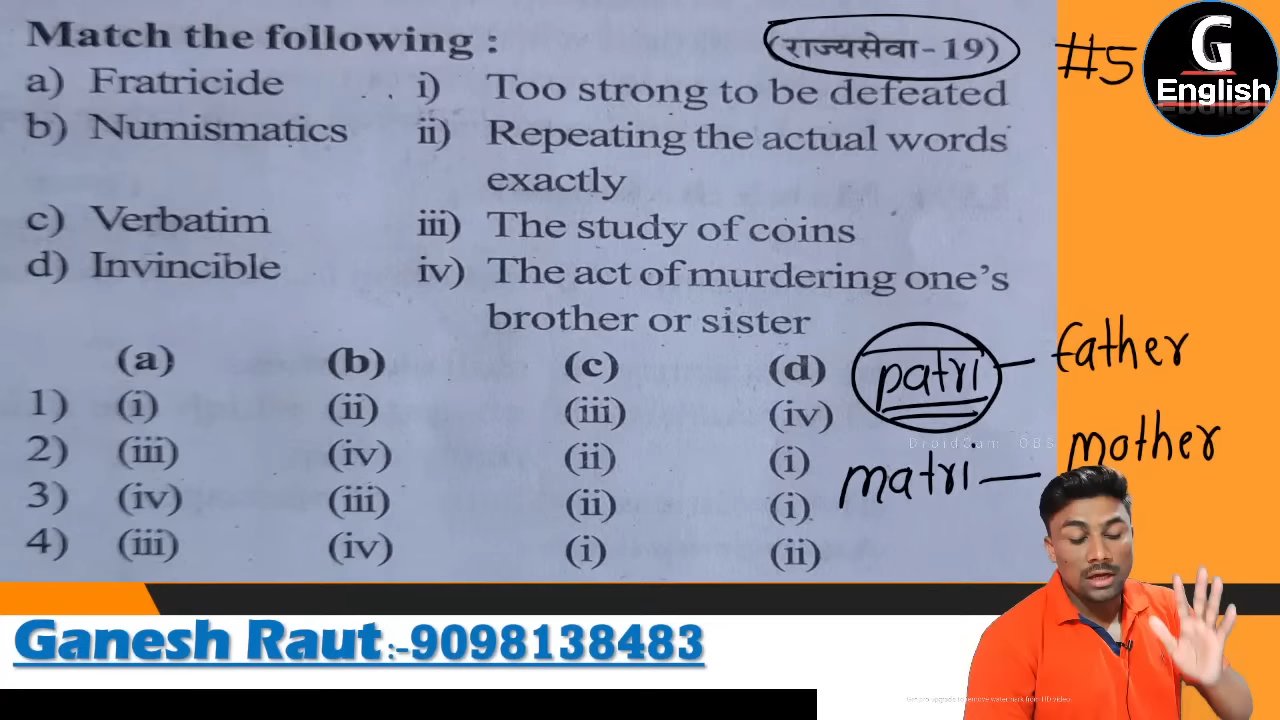 Match the following :
(राज्यसेवा - 19)
#5
G
English
a) Fratricide i) Too strong to be defeated
b) Numismatics ii) Repeating the actual words
exactly
c) Verbatim iii) The study of coins
d) Invincible iv) The act of murdering one's
brother or sister
(a) (b) (c) (d)
1) (i) (ii) (iii) (iv)
2) (iii) (iv) (ii) (i)
3) (iv) (iii) (ii) (i)
4) (iii) (iv) (i) (ii)
patri — father
DroidCam OBS
matri — mother
Ganesh Raut:-9098138483